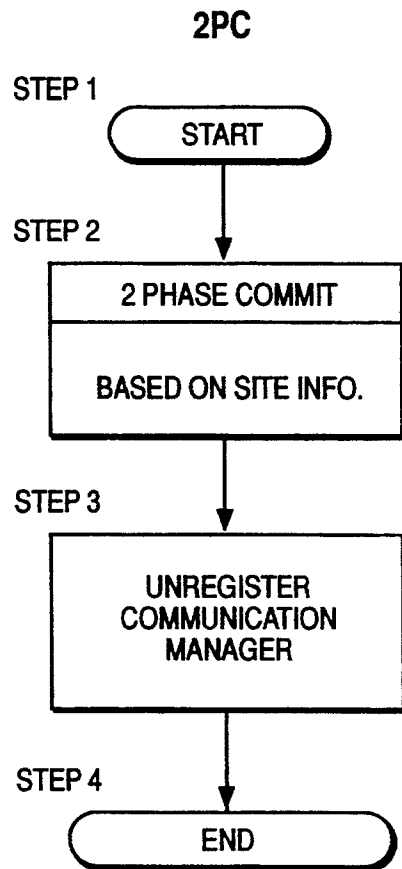 2PC
STEP 1
START
STEP 2
2 PHASE COMMIT
BASED ON SITE INFO.
STEP 3
UNREGISTER
COMMUNICATION
MANAGER
STEP 4
END